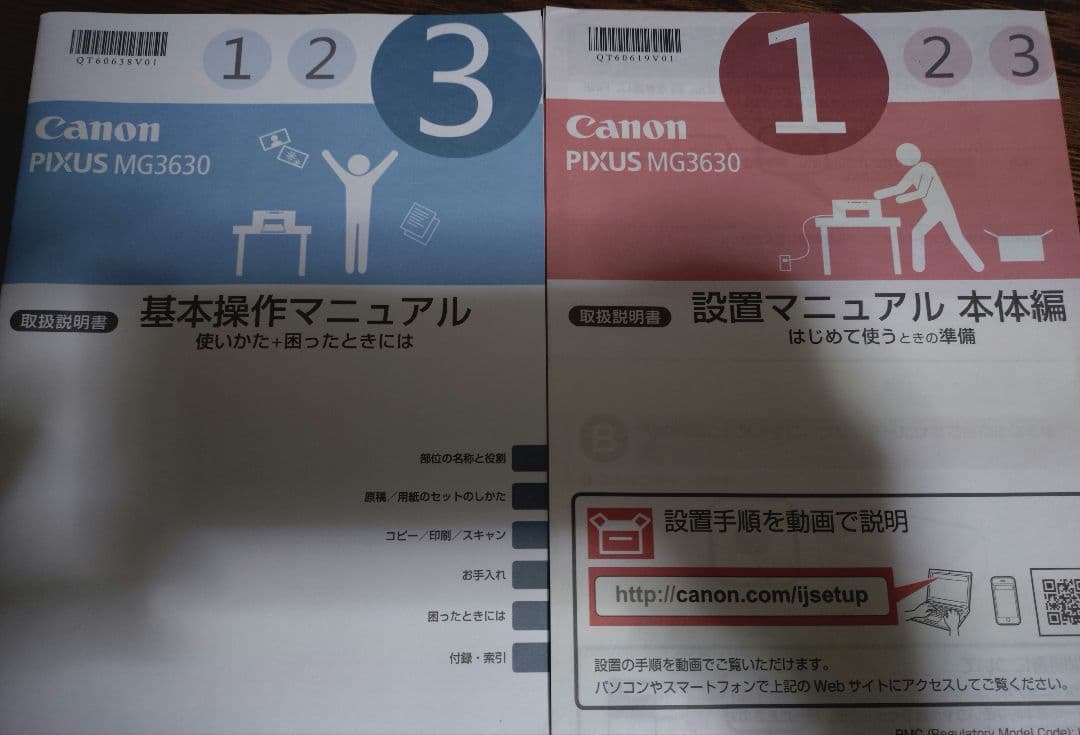 QT60638V01
1 2 3
Canon
PIXUS MG3630
取扱説明書
基本操作マニュアル
使いかた+困ったときには
部位の名称と役割
原稿／用紙のセットのしかた
コピー／印刷／スキャン
お手入れ
困ったときには
付録・索引
QT60619V01
1 2 3
Canon
PIXUS MG3630
取扱説明書
設置マニュアル 本体編
はじめて使うときの準備
B
設置手順を動画で説明
http://canon.com/ijsetup
設置の手順を動画でご覧いただけます。
パソコンやスマートフォンで上記の Web サイトにアクセスしてご覧ください。
RMC (Regulatory Model Code):